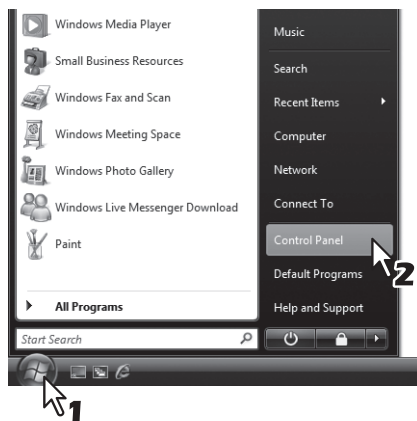 Windows Media Player
Small Business Resources
Windows Fax and Scan
Windows Meeting Space
Windows Photo Gallery
Windows Live Messenger Download
Paint
All Programs
Start Search
Music
Search
Recent Items
Computer
Network
Connect To
Control Panel
2
Default Programs
Help and Support
1